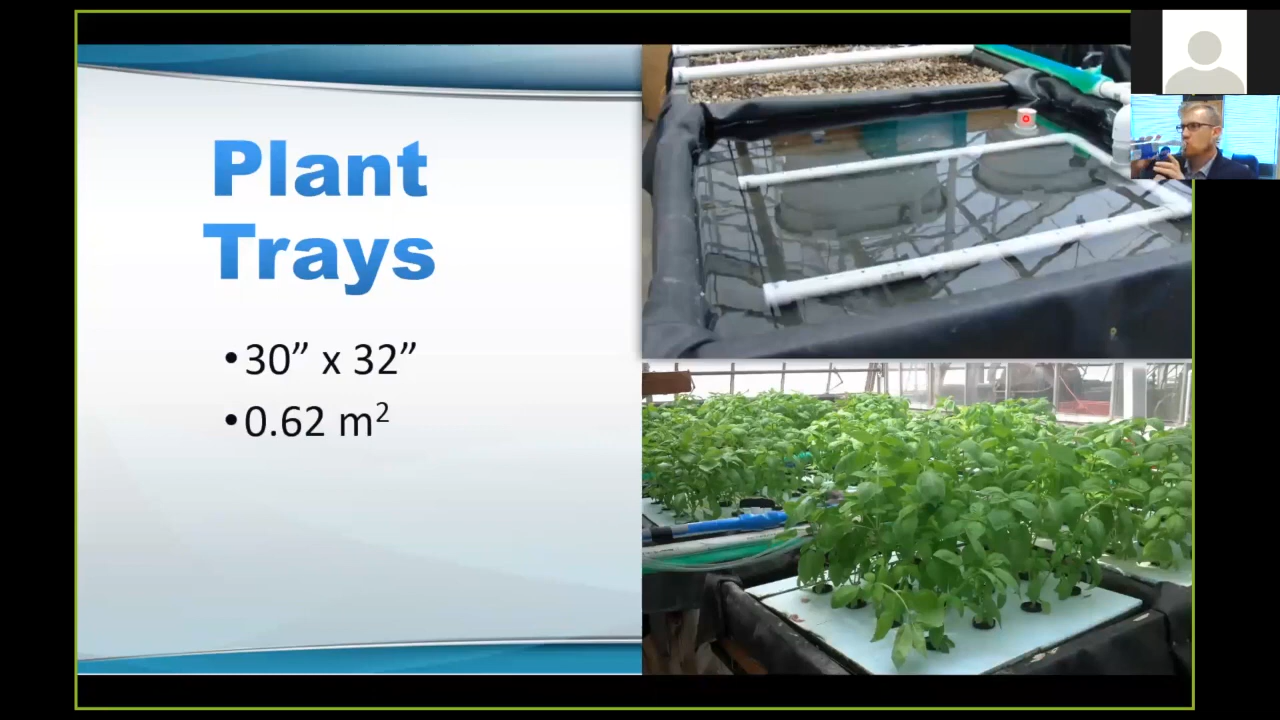 Plant
Trays
•30” x 32”
•0.62 m²